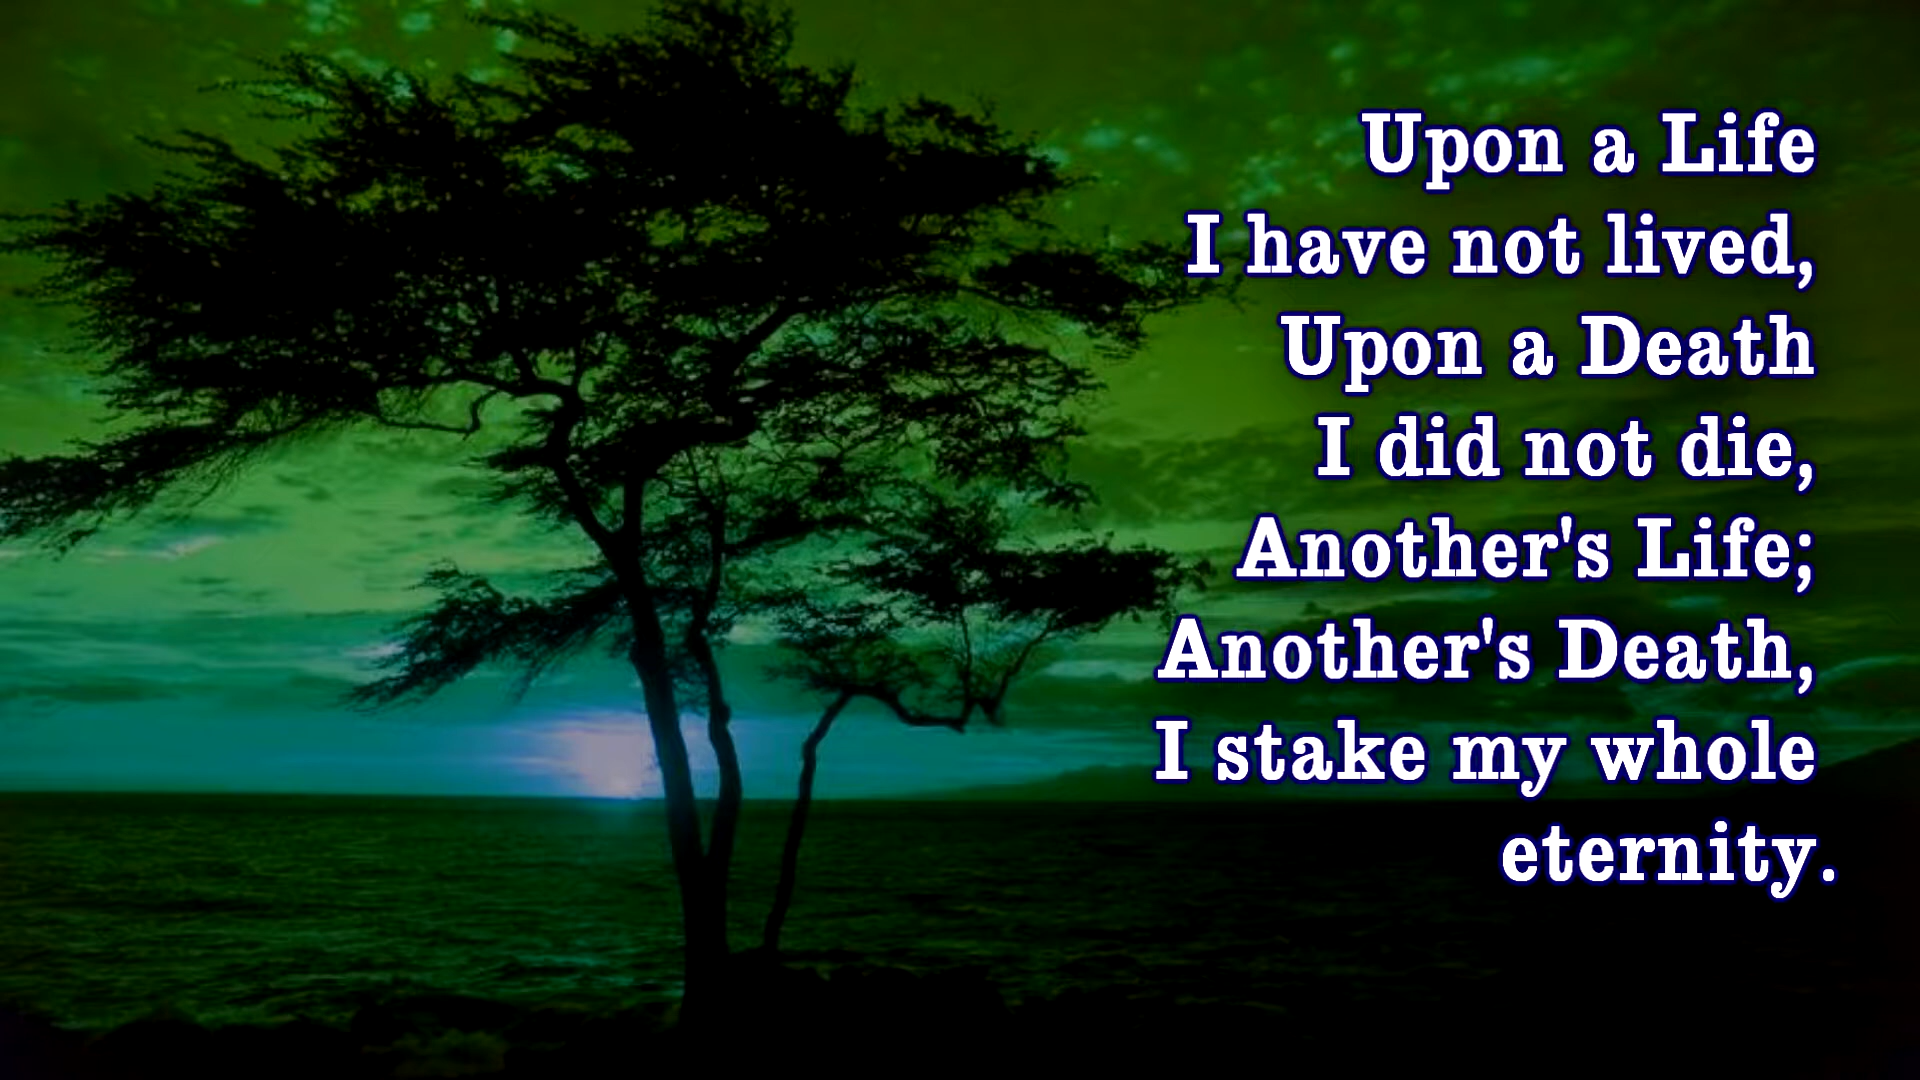 Upon a Life
I have not lived,
Upon a Death
I did not die,
Another's Life;
Another's Death,
I stake my whole
eternity.